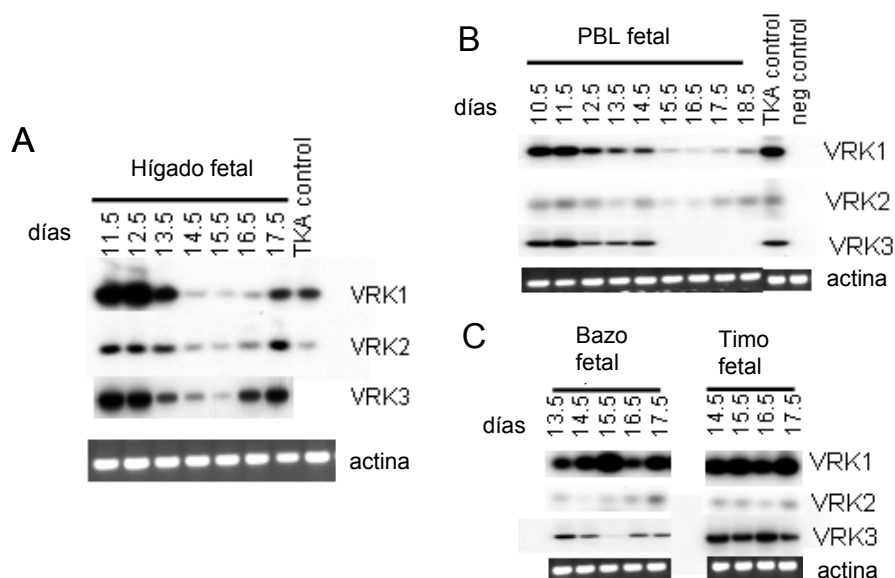 A
Hígado fetal
días
11.5 12.5 13.5 14.5 15.5 16.5 17.5 TKA control
VRK1
VRK2
VRK3
actina
B
PBL fetal
días
10.5 11.5 12.5 13.5 14.5 15.5 16.5 17.5 18.5 TKA control neg control
VRK1
VRK2
VRK3
actina
C
Bazo
fetal
Timo
fetal
días
13.5 14.5 15.5 16.5 17.5
14.5 15.5 16.5 17.5
VRK1
VRK2
VRK3
actina